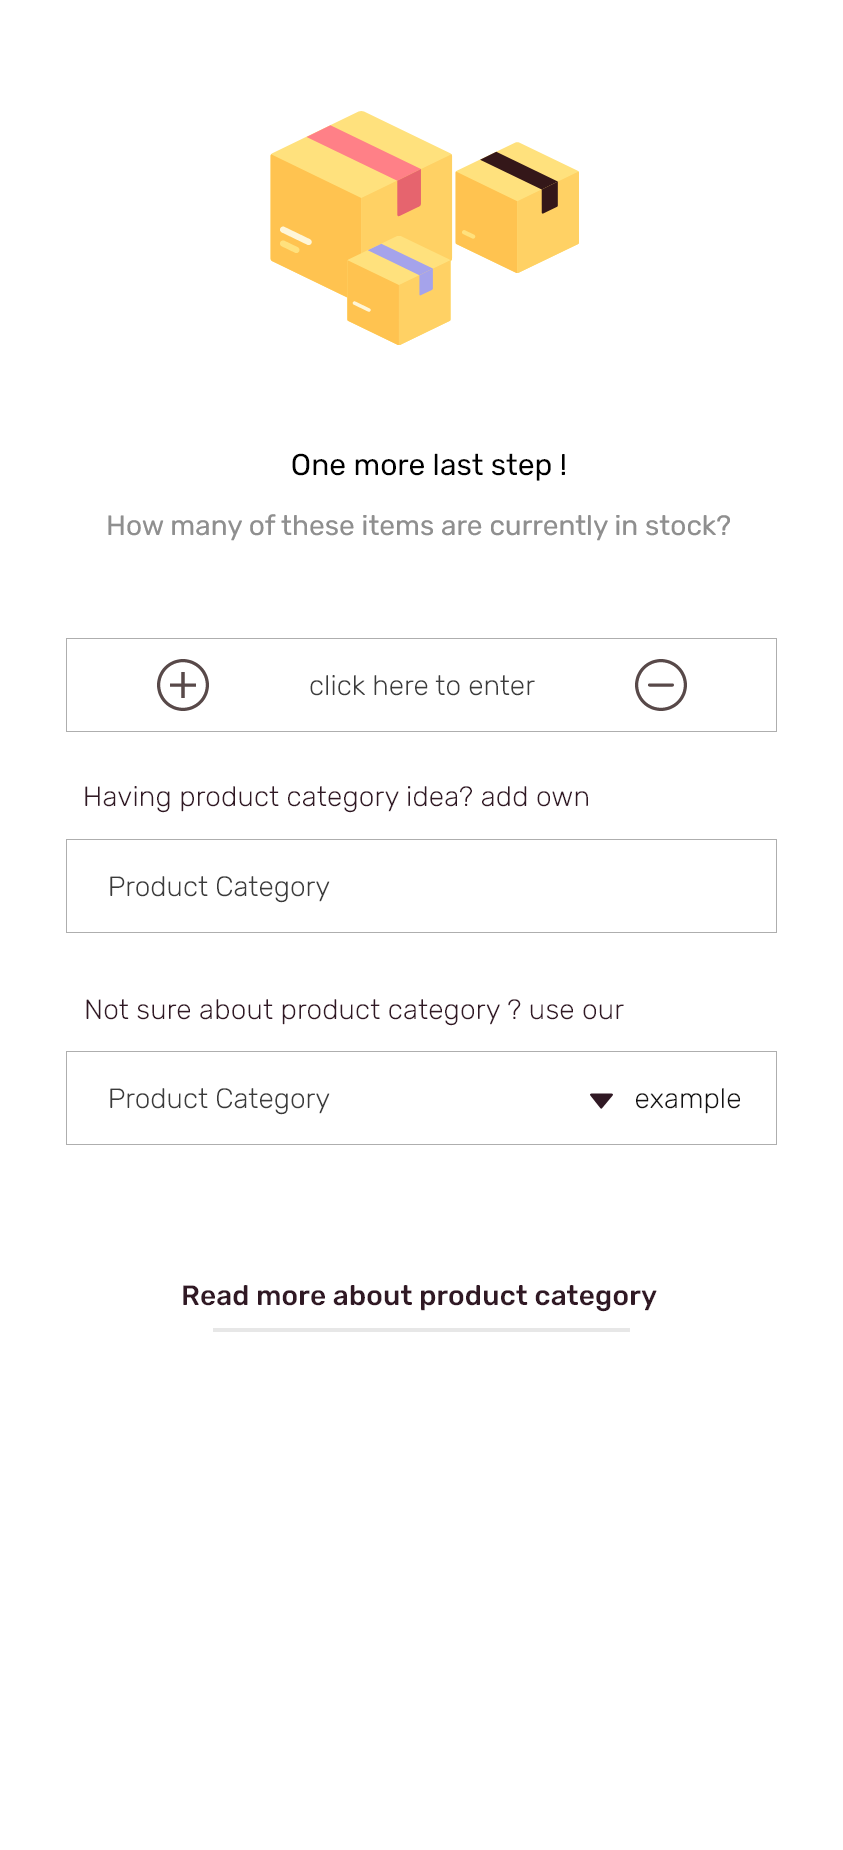 One more last step !
How many of these items are currently in stock?
click here to enter
Having product category idea? add own
Product Category
Not sure about product category ? use our
Product Category example
Read more about product category